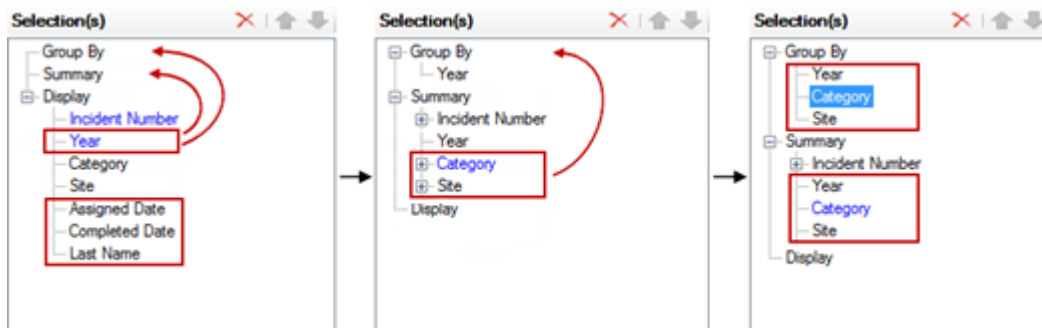 Selection(s)
Group By
Summary
Display
Incident Number
Year
Category
Site
Assigned Date
Completed Date
Last Name
Selection(s)
Group By
Year
Summary
Incident Number
Year
Category
Site
Display
Selection(s)
Group By
Year
Category
Site
Summary
Incident Number
Year
Category
Site
Display